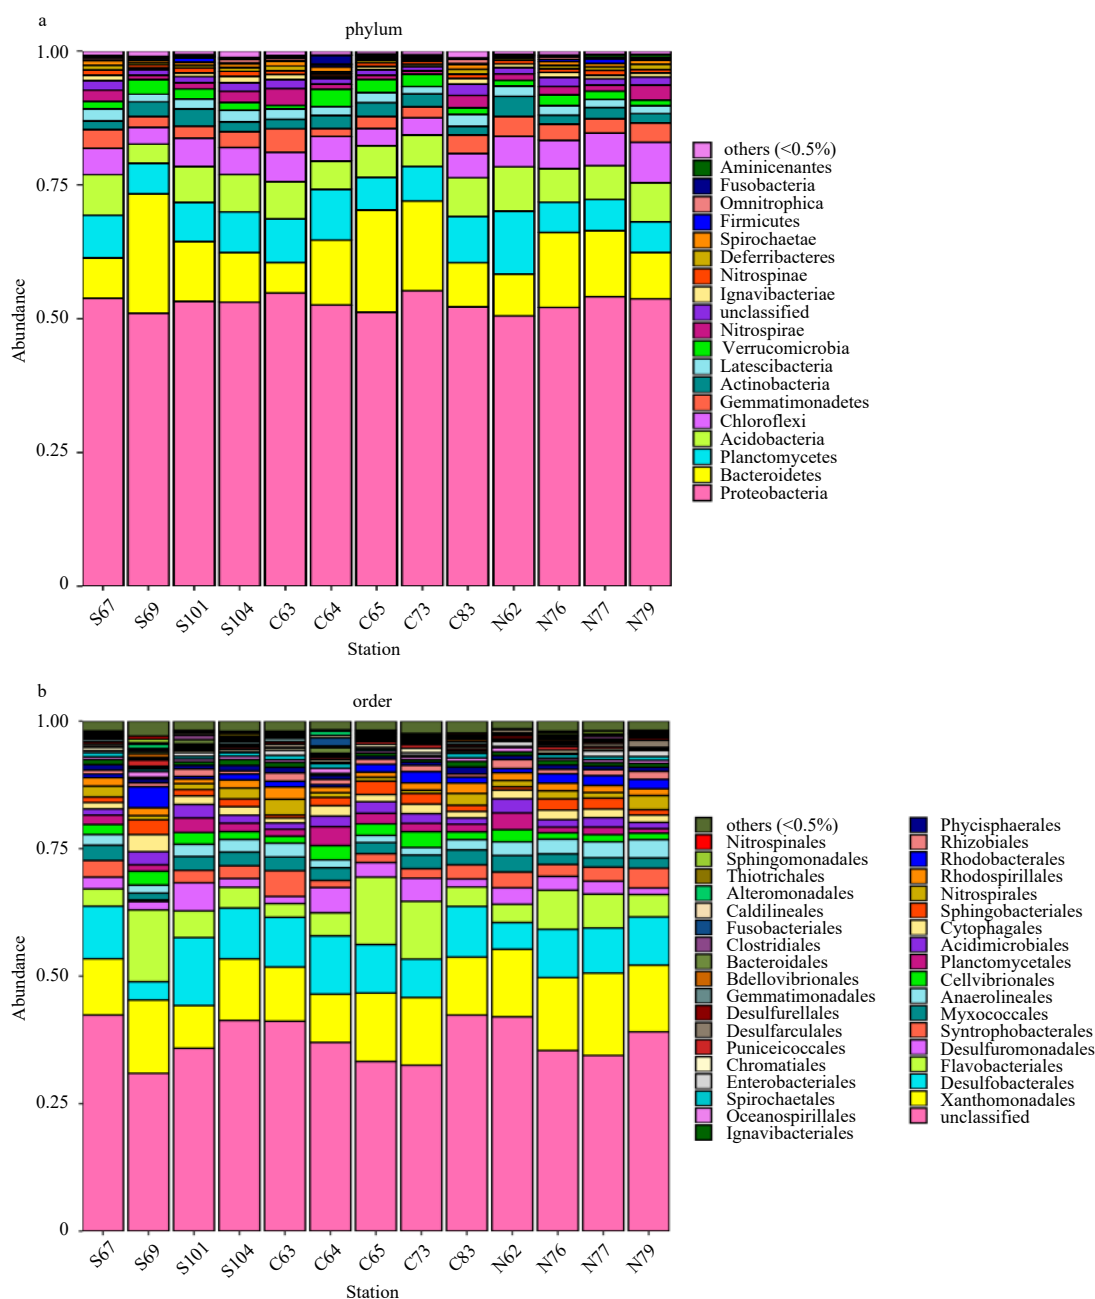 a
phylum
1.00
0.75
0.50
0.25
0
Abundance
S67
S69
S101
S104
C63
C64
C65
C73
C83
N62
N76
N77
N79
Station
others (<0.5%)
Aminicenantes
Fusobacteria
Omnitrophica
Firmicutes
Spirochaetae
Deferribacteres
Nitrospinae
Ignavibacteriae
unclassified
Nitrospirae
Verrucomicrobia
Latescibacteria
Actinobacteria
Gemmatimonadetes
Chloroflexi
Acidobacteria
Planctomycetes
Bacteroidetes
Proteobacteria
b
order
1.00
0.75
0.50
0.25
0
Abundance
S67
S69
S101
S104
C63
C64
C65
C73
C83
N62
N76
N77
N79
Station
others (<0.5%)
Nitrospinales
Sphingomonadales
Thiotrichales
Alteromonadales
Caldilineales
Fusobacteriales
Clostridiales
Bacteroidales
Bdellovibrionales
Gemmatimonadales
Desulfurellales
Desulfarculales
Puniceicoccales
Chromatiales
Enterobacteriales
Spirochaetales
Oceanospirillales
Ignavibacteriales
Phycisphaerales
Rhizobiales
Rhodobacterales
Rhodospirillales
Nitrospirales
Sphingobacteriales
Cytophagales
Acidimicrobiales
Planctomycetales
Cellvibrionales
Anaerolineales
Myxococcales
Syntrophobacterales
Desulfuromonadales
Flavobacteriales
Desulfobacterales
Xanthomonadales
unclassified